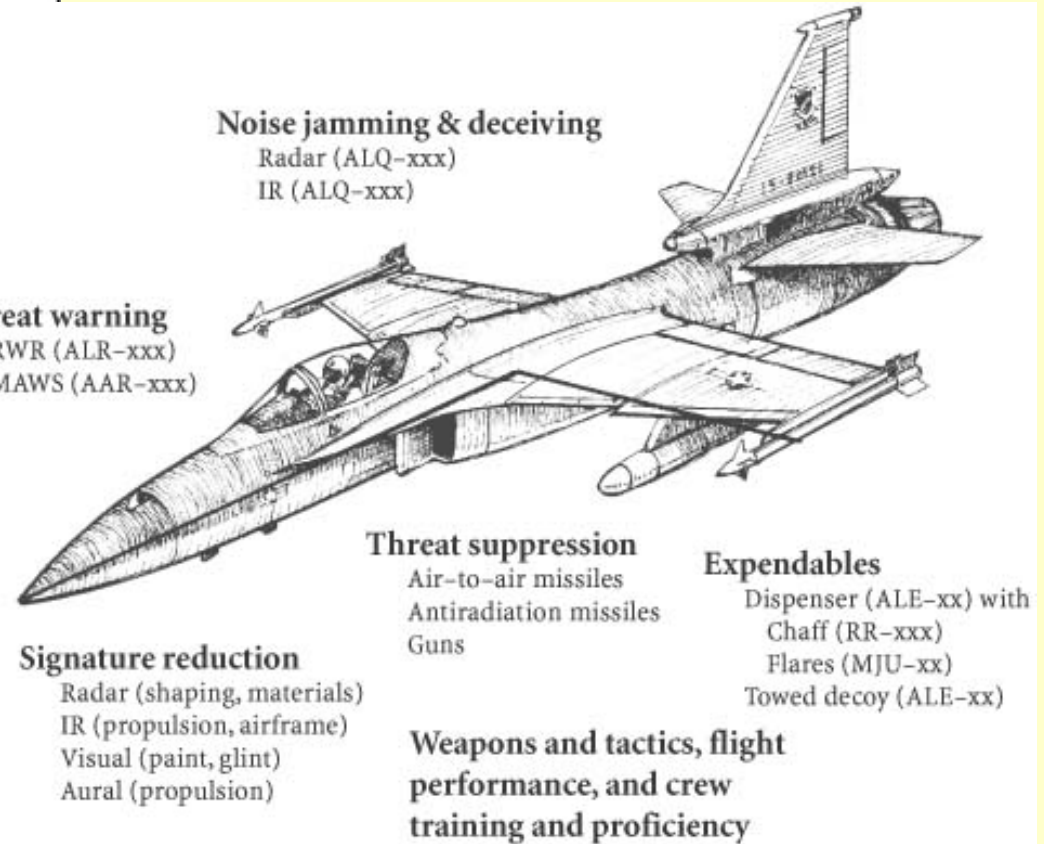 Noise jamming & deceiving
Radar (ALQ-xxx)
IR (ALQ-xxx)
reat warning
RWR (ALR-xxx)
MAWS (AAR-xxx)
Threat suppression
Air-to-air missiles
Antiradiation missiles
Guns
Expendables
Dispenser (ALE-xx) with
Chaff (RR-xxx)
Flares (MJU-xx)
Towed decoy (ALE-xx)
Signature reduction
Radar (shaping, materials)
IR (propulsion, airframe)
Visual (paint, glint)
Aural (propulsion)
Weapons and tactics, flight
performance, and crew
training and proficiency